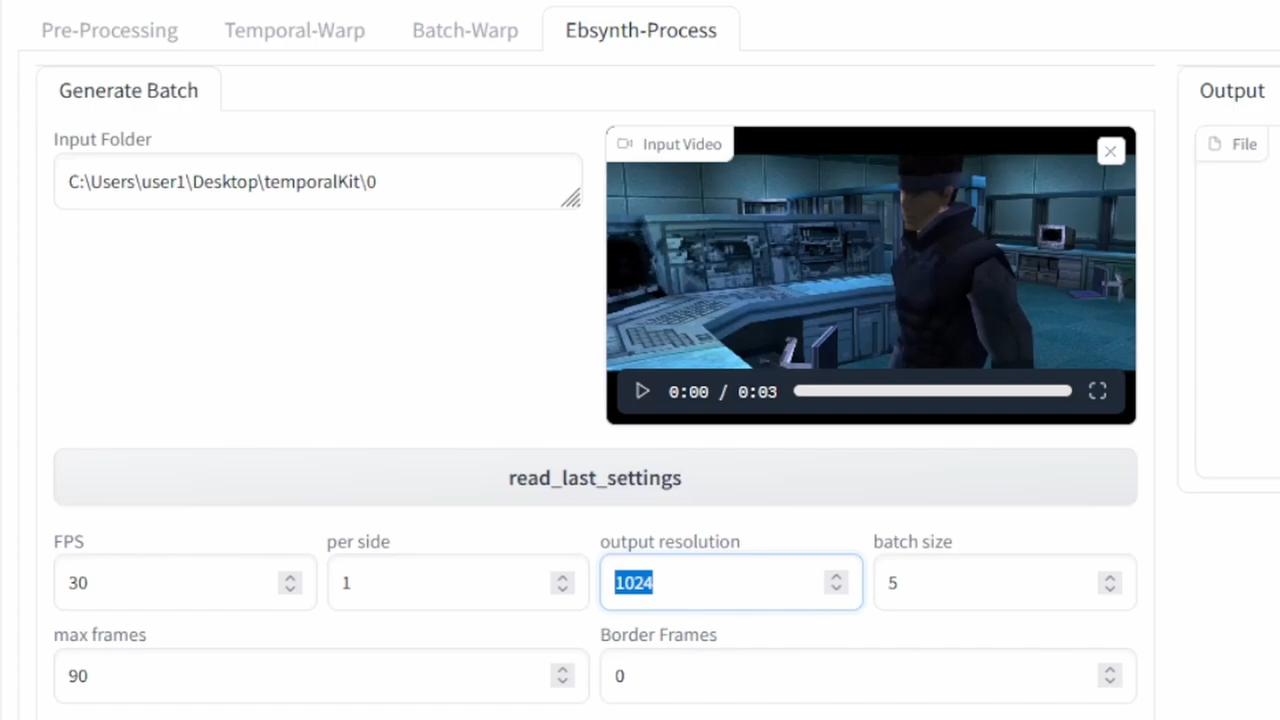 Pre-Processing Temporal-Warp Batch-Warp Ebsynth-Process
Generate Batch
Output
Input Folder
C:\Users\user1\Desktop\temporalKit\0
Input Video
File
0:00 / 0:03
read_last_settings
FPS per side output resolution batch size
30 1 1024 5
max frames Border Frames
90 0